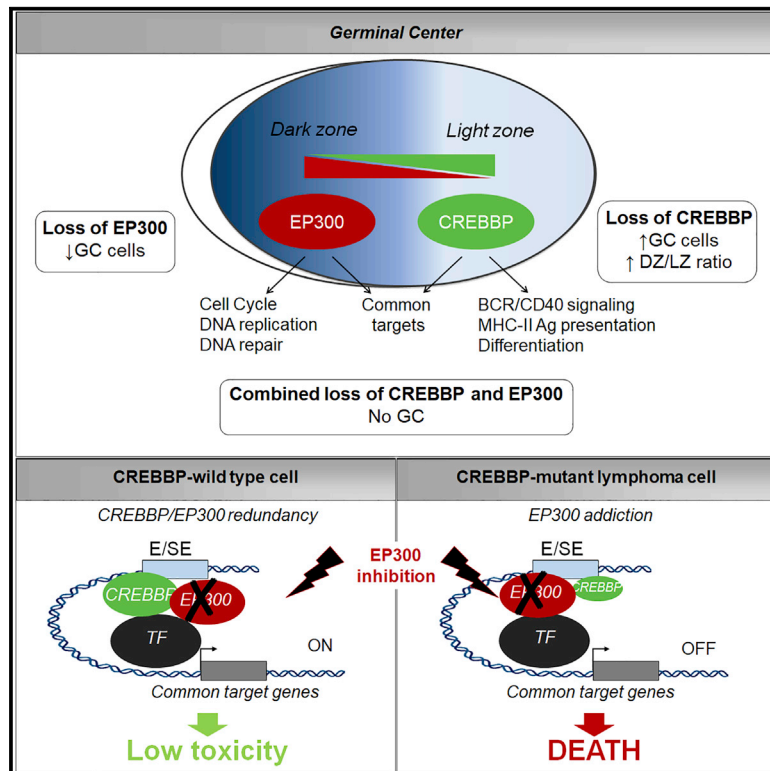 Germinal Center
Dark zone
Light zone
EP300
CREBBP
Loss of EP300
↓GC cells
Loss of CREBBP
↑GC cells
↑ DZ/LZ ratio
Cell Cycle
DNA replication
DNA repair
Common
targets
BCR/CD40 signaling
MHC-II Ag presentation
Differentiation
Combined loss of CREBBP and EP300
No GC
CREBBP-wild type cell
CREBBP/EP300 redundancy
E/SE
CREBBP
EP300
TF
ON
Common target genes
Low toxicity
EP300
inhibition
CREBBP-mutant lymphoma cell
EP300 addiction
E/SE
EP300
CREBBP
TF
OFF
Common target genes
DEATH